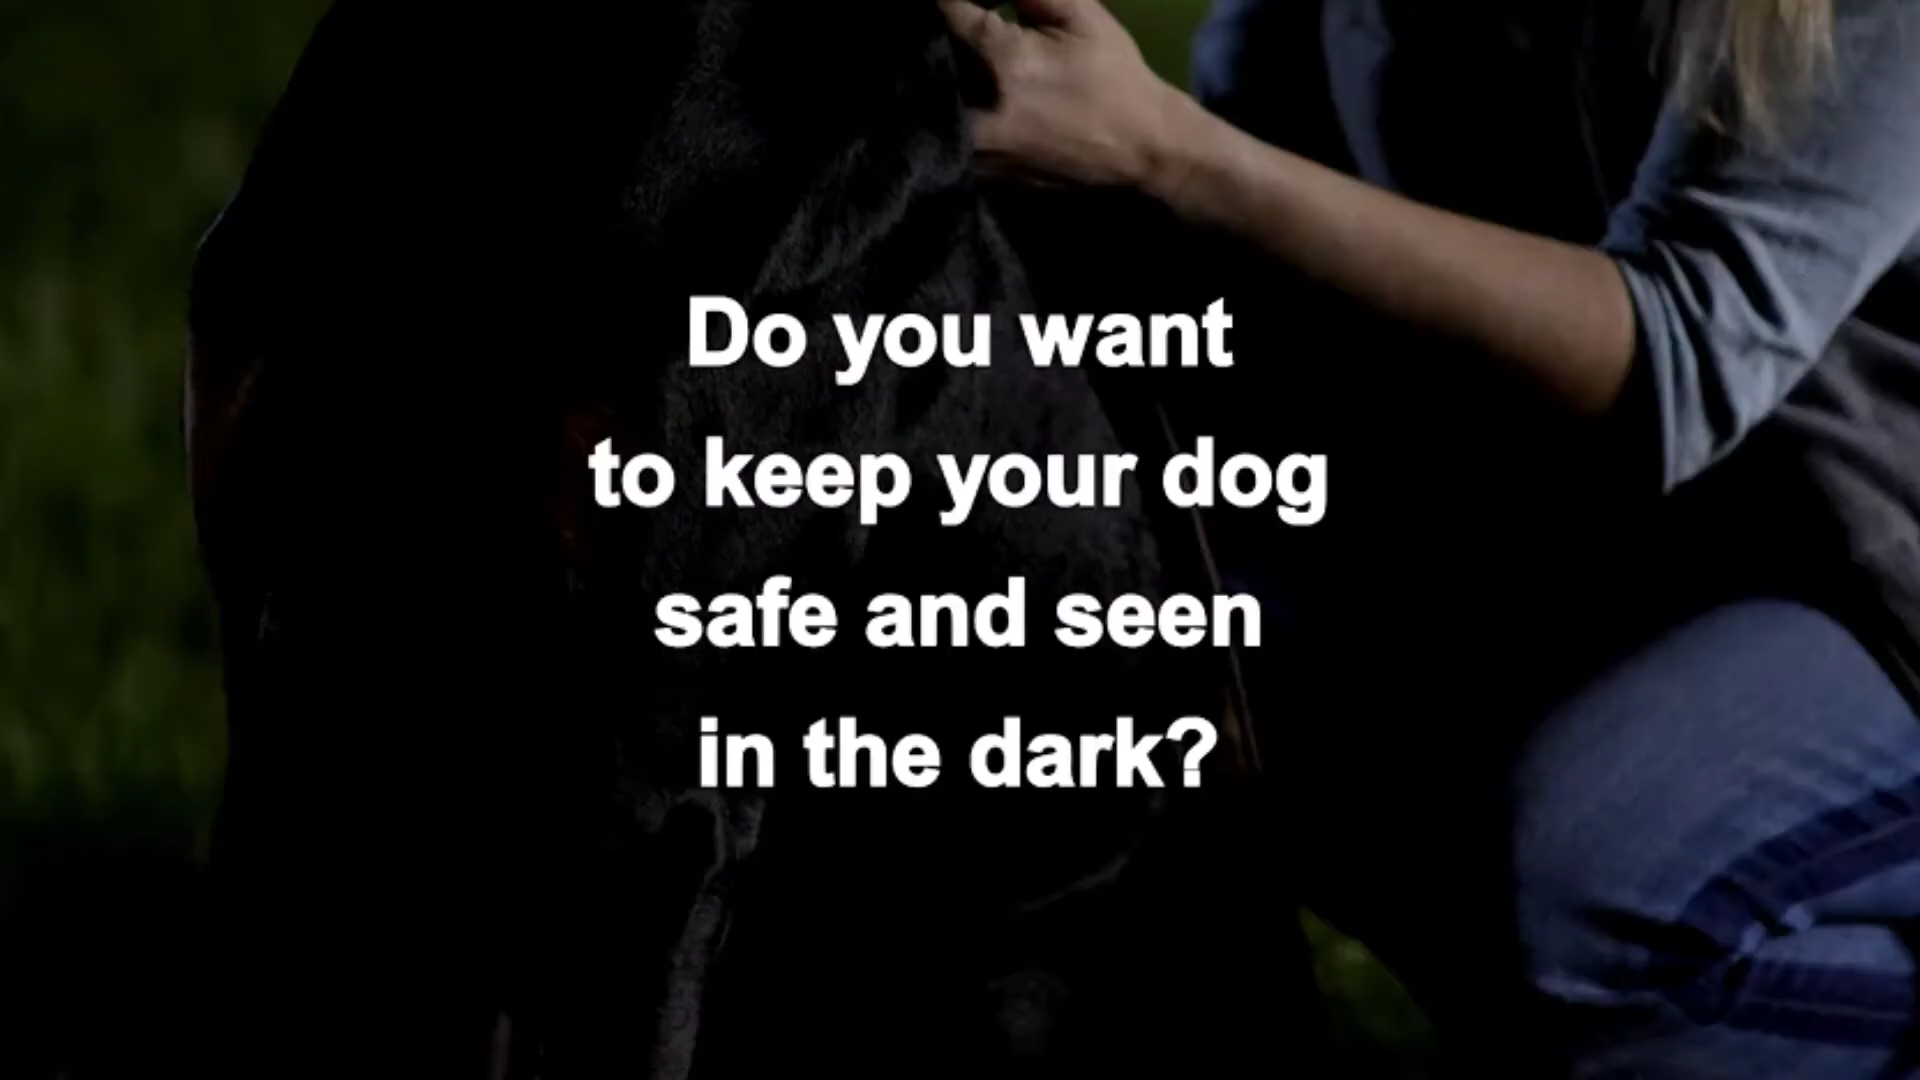 Do you want
to keep your dog
safe and seen
in the dark?